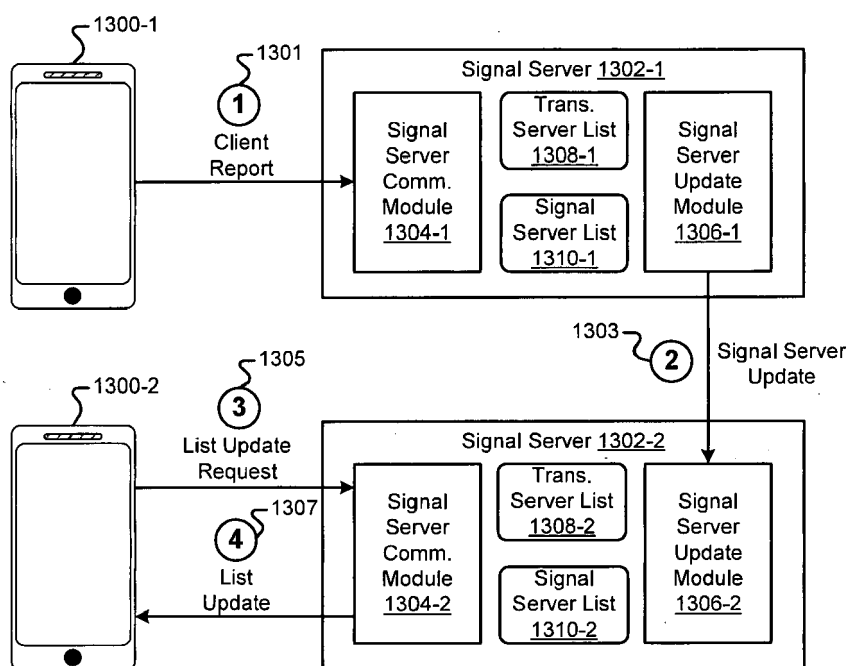 1300-1
1301
1
Client
Report
Signal Server 1302-1
Signal
Server
Comm.
Module
1304-1
Trans.
Server List
1308-1
Signal
Server List
1310-1
Signal
Server
Update
Module
1306-1
1303
2
Signal Server
Update
1300-2
1305
3
List Update
Request
1307
4
List
Update
Signal Server 1302-2
Signal
Server
Comm.
Module
1304-2
Trans.
Server List
1308-2
Signal
Server List
1310-2
Signal
Server
Update
Module
1306-2